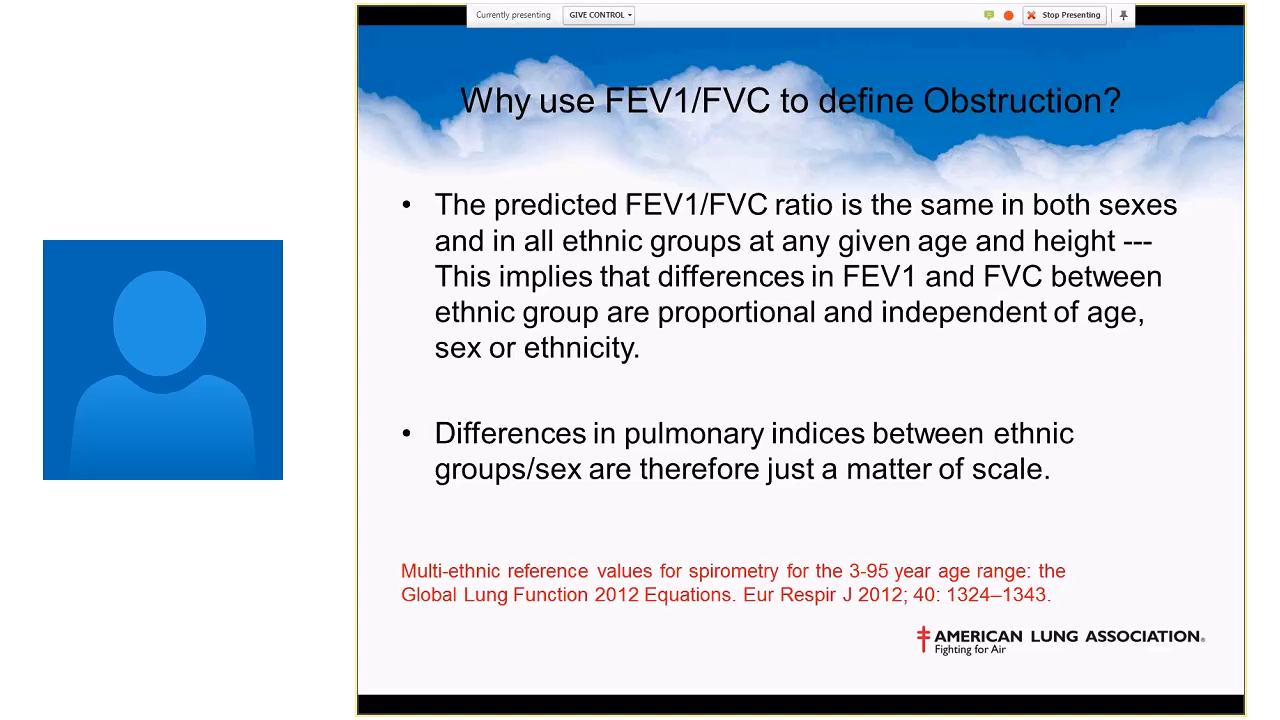 Currently presenting GIVE CONTROL Stop Presenting
Why use FEV1/FVC to define Obstruction?
• The predicted FEV1/FVC ratio is the same in both sexes
and in all ethnic groups at any given age and height ---
This implies that differences in FEV1 and FVC between
ethnic group are proportional and independent of age,
sex or ethnicity.
• Differences in pulmonary indices between ethnic
groups/sex are therefore just a matter of scale.
Multi-ethnic reference values for spirometry for the 3-95 year age range: the
Global Lung Function 2012 Equations. Eur Respir J 2012; 40: 1324–1343.
AMERICAN LUNG ASSOCIATION®
Fighting for Air